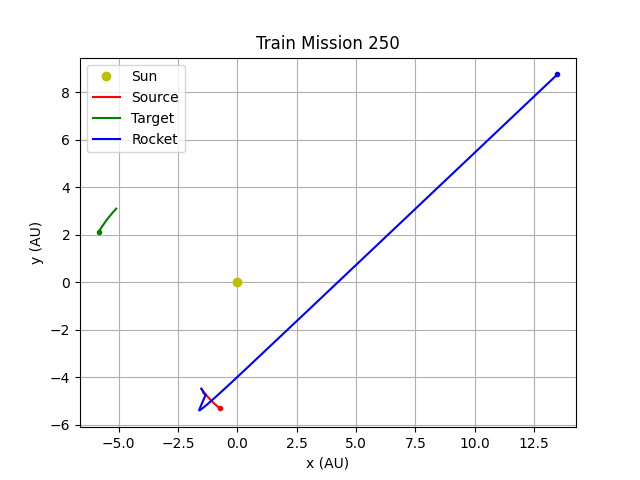 Train Mission 250
Sun
Source
Target
Rocket
y (AU)
8
6
4
2
0
−2
−4
−6
−5.0 −2.5 0.0 2.5 5.0 7.5 10.0 12.5
x (AU)